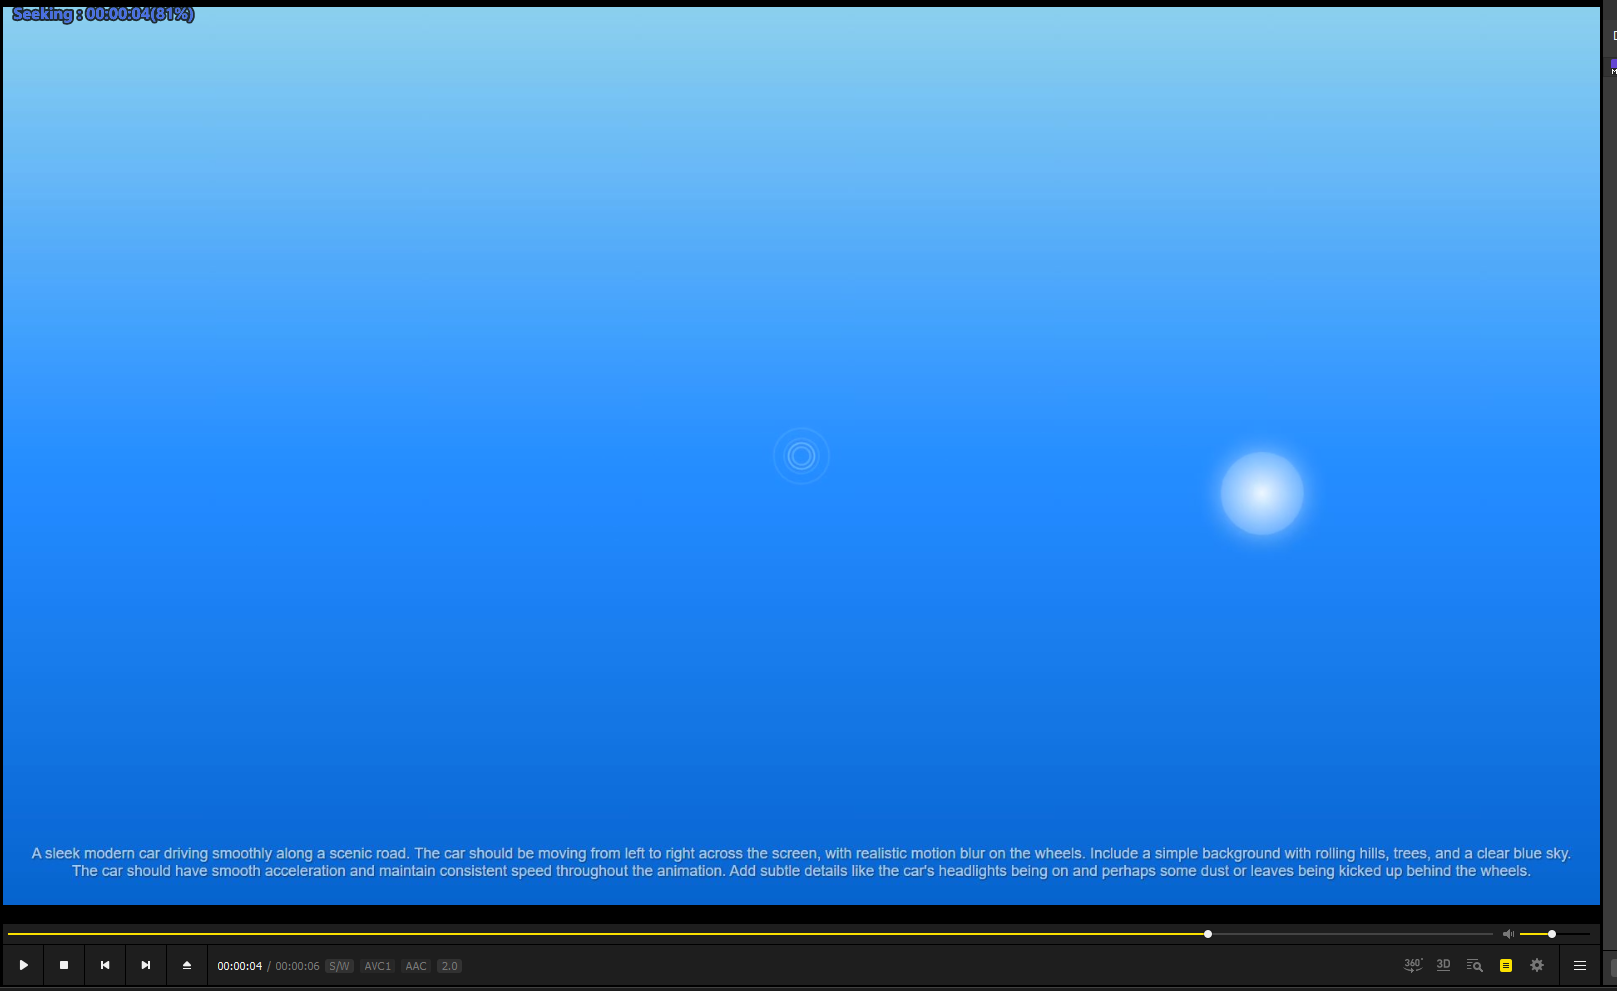 Seeking : 00:00:04(81%)
A sleek modern car driving smoothly along a scenic road. The car should be moving from left to right across the screen, with realistic motion blur on the wheels. Include a simple background with rolling hills, trees, and a clear blue sky.
The car should have smooth acceleration and maintain consistent speed throughout the animation. Add subtle details like the car's headlights being on and perhaps some dust or leaves being kicked up behind the wheels.
00:00:04 / 00:00:06 S/W AVC1 AAC 2.0
360° 3D